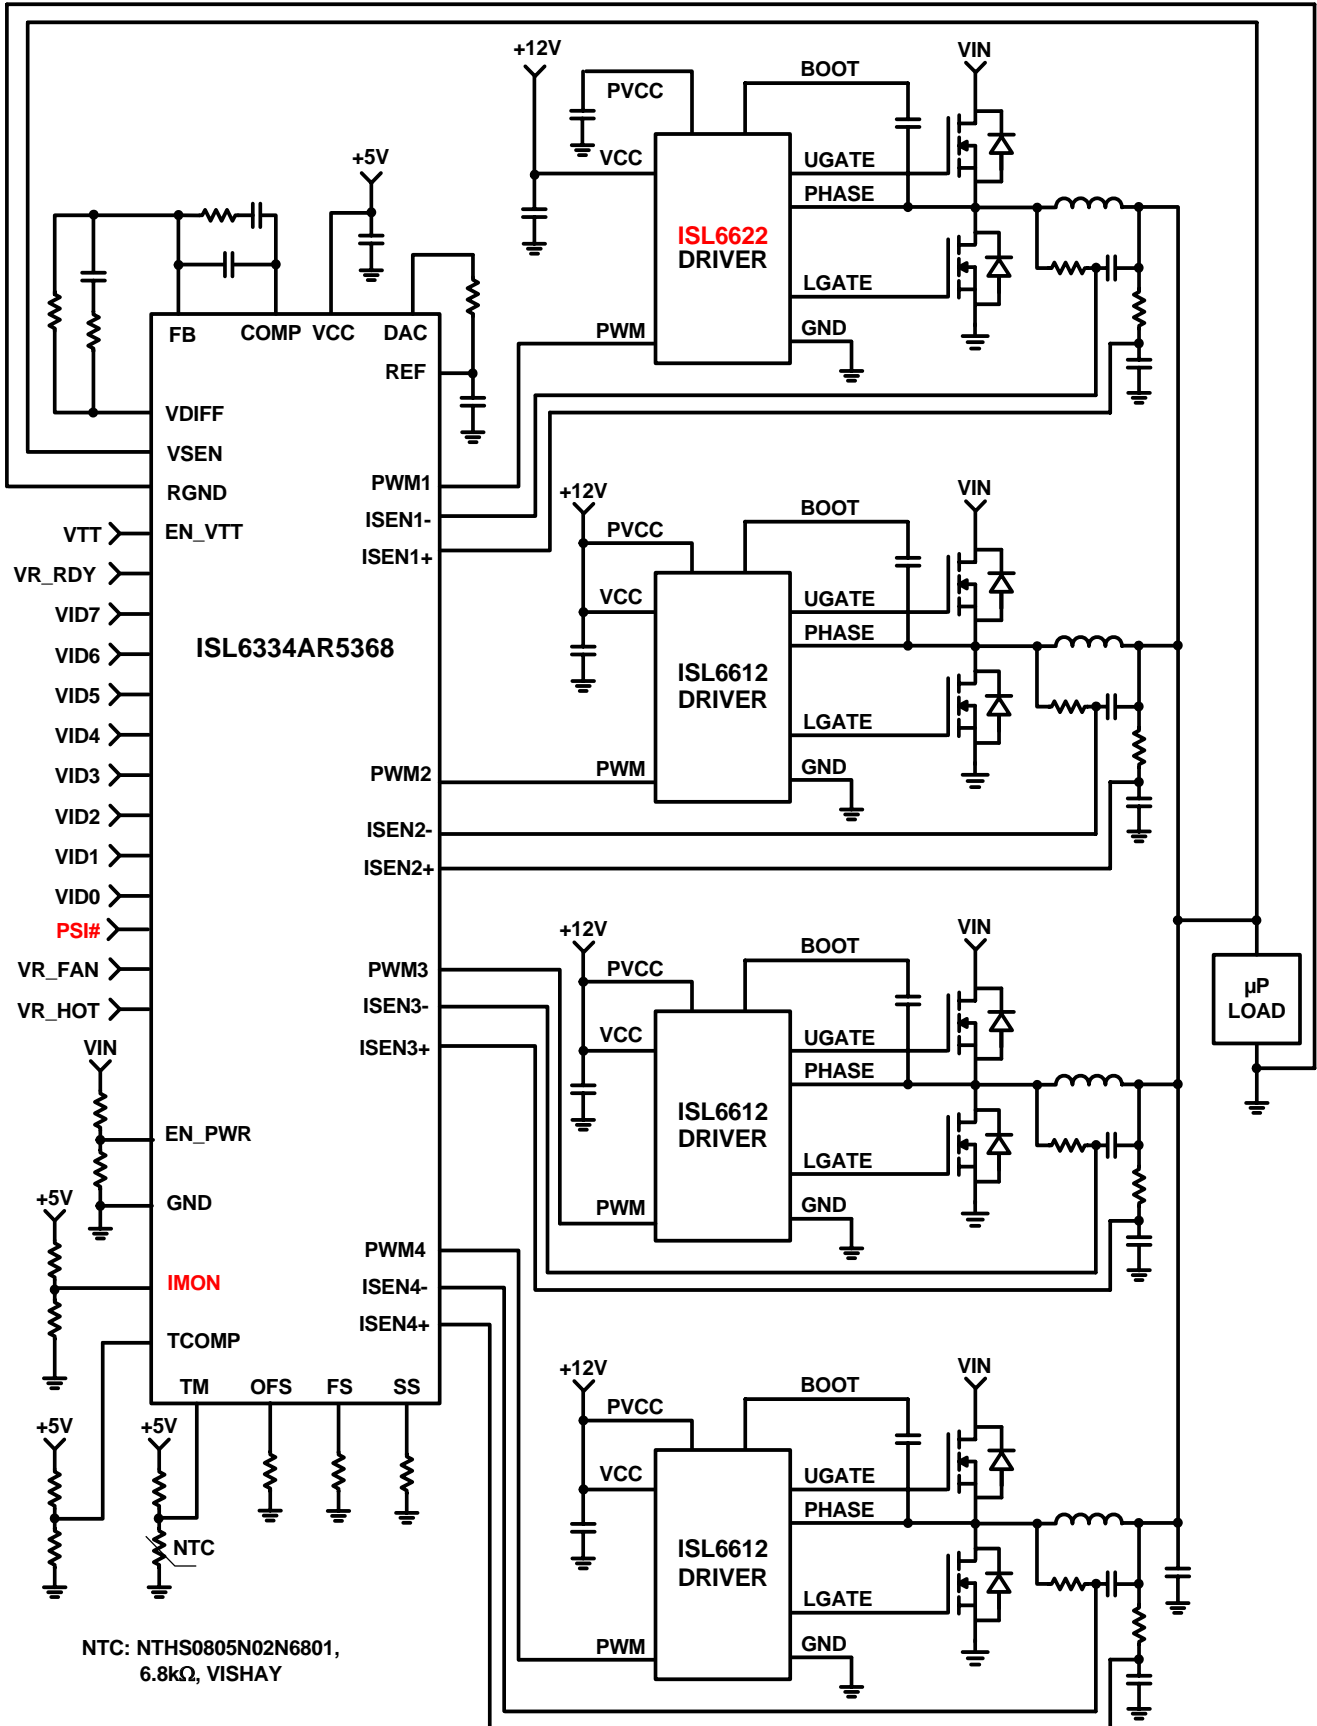 +12V
VIN
BOOT
PVCC
VCC
UGATE
PHASE
ISL6622
DRIVER
LGATE
GND
PWM
+5V
FB
COMP
VCC
DAC
REF
VDIFF
VSEN
RGND
EN_VTT
VTT
VR_RDY
VID7
VID6
VID5
VID4
VID3
VID2
VID1
VID0
PSI#
VR_FAN
VR_HOT
ISL6334AR5368
PWM1
ISEN1-
ISEN1+
PWM2
ISEN2-
ISEN2+
PWM3
ISEN3-
ISEN3+
PWM4
ISEN4-
ISEN4+
VIN
EN_PWR
GND
+5V
IMON
TCOMP
TM
OFS
FS
SS
+5V
+5V
NTC
NTC: NTHS0805N02N6801,
6.8kΩ, VISHAY
+12V
VIN
BOOT
PVCC
VCC
UGATE
PHASE
ISL6612
DRIVER
LGATE
GND
PWM
+12V
VIN
BOOT
PVCC
VCC
UGATE
PHASE
ISL6612
DRIVER
LGATE
GND
PWM
+12V
VIN
BOOT
PVCC
VCC
UGATE
PHASE
ISL6612
DRIVER
LGATE
GND
PWM
µP
LOAD